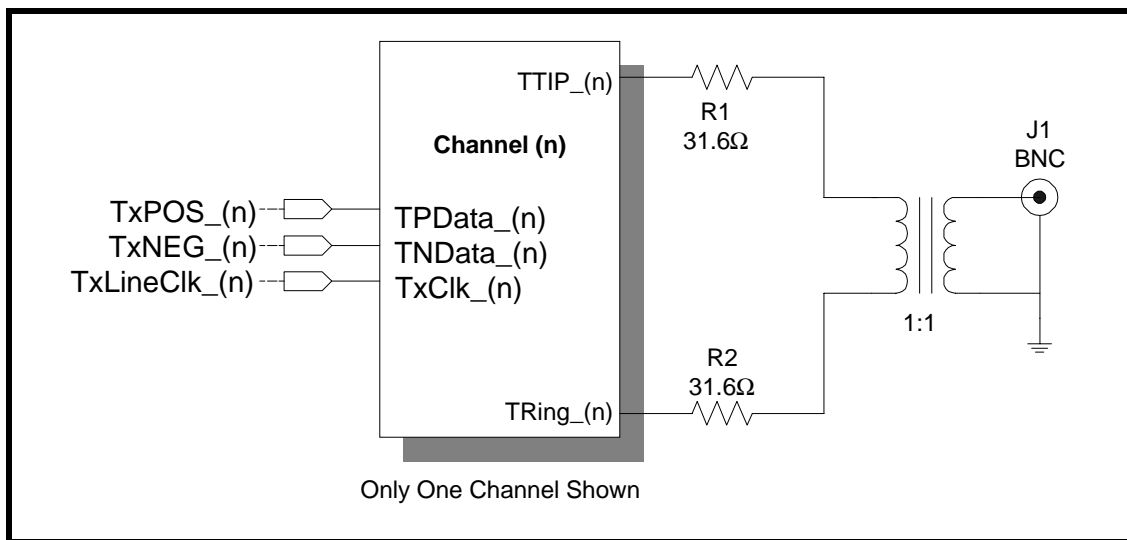 TTIP_(n)
R1
31.6Ω
Channel (n)
J1
BNC
TxPOS_(n)
TPData_(n)
TxNEG_(n)
TNData_(n)
TxLineClk_(n)
TxClk_(n)
1:1
R2
31.6Ω
TRing_(n)
Only One Channel Shown